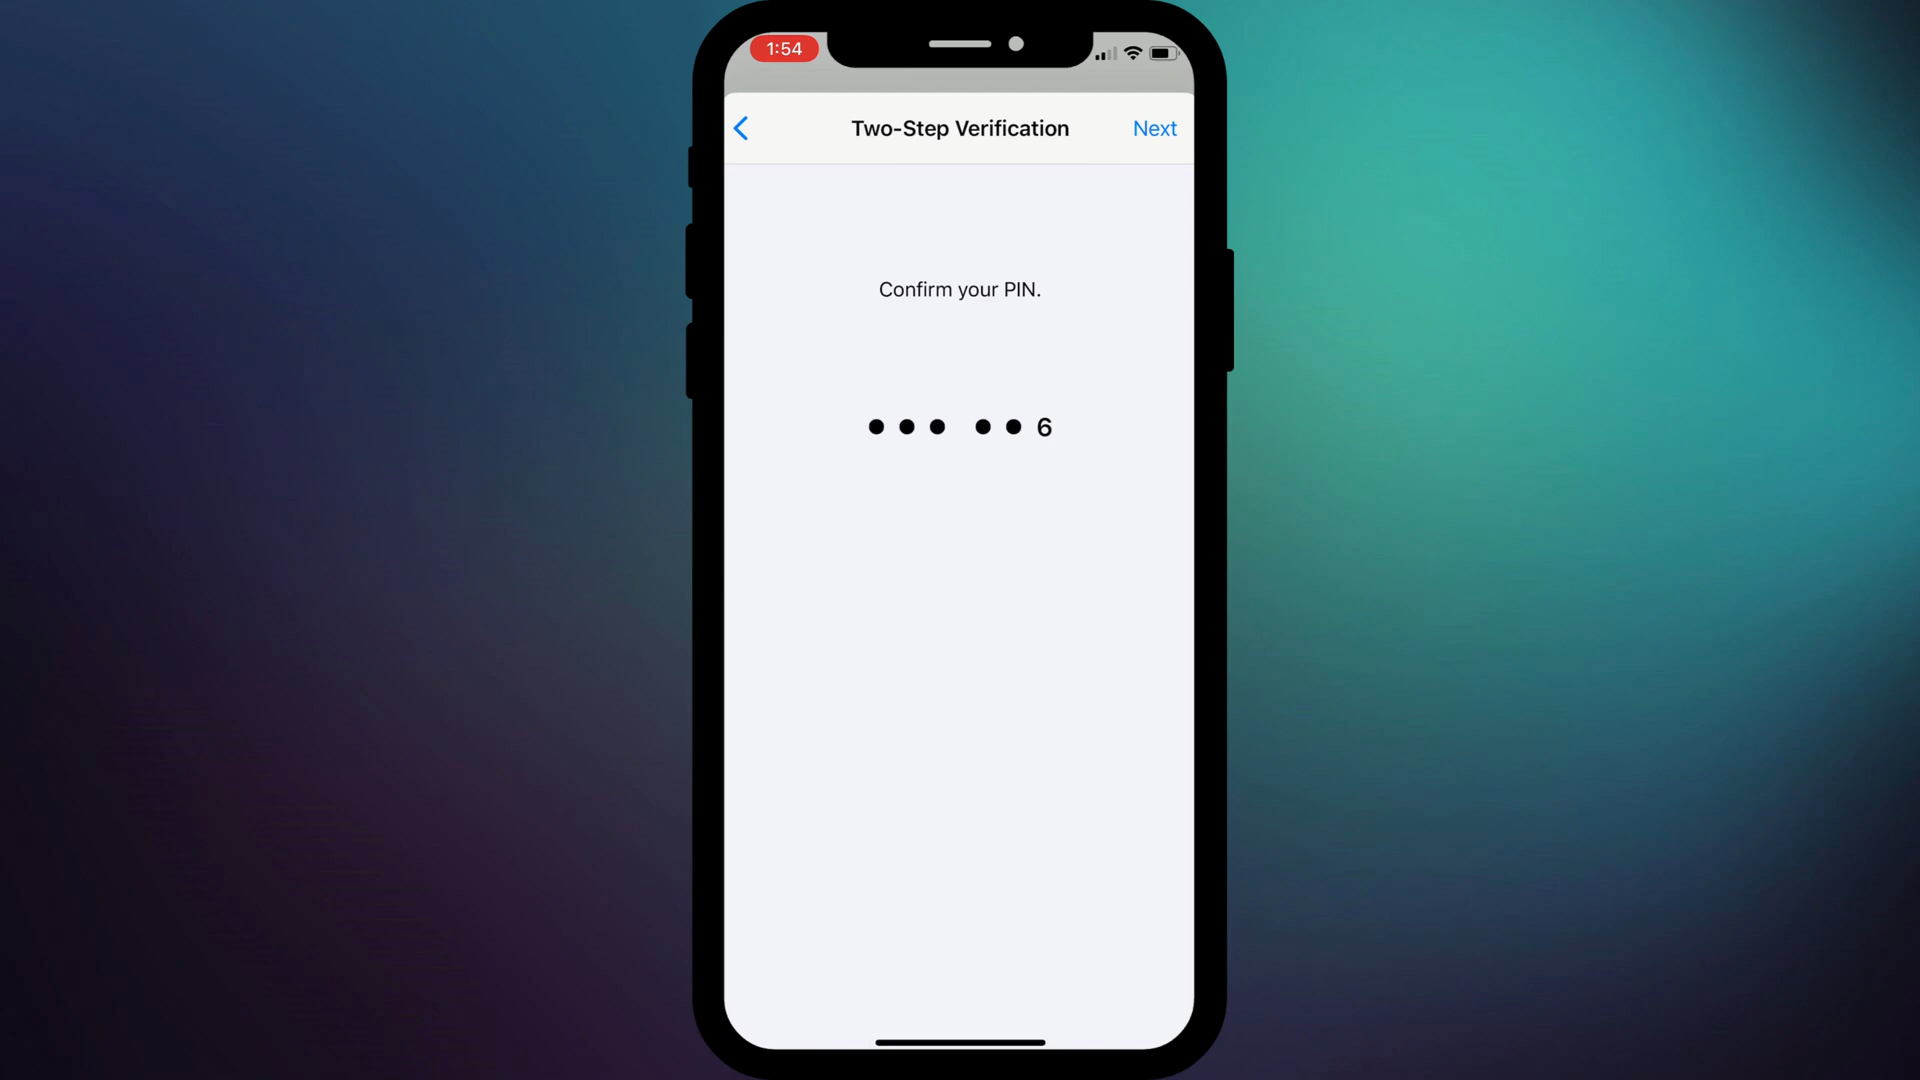 1:54
Two-Step Verification
Next
Confirm your PIN.
••• ••6